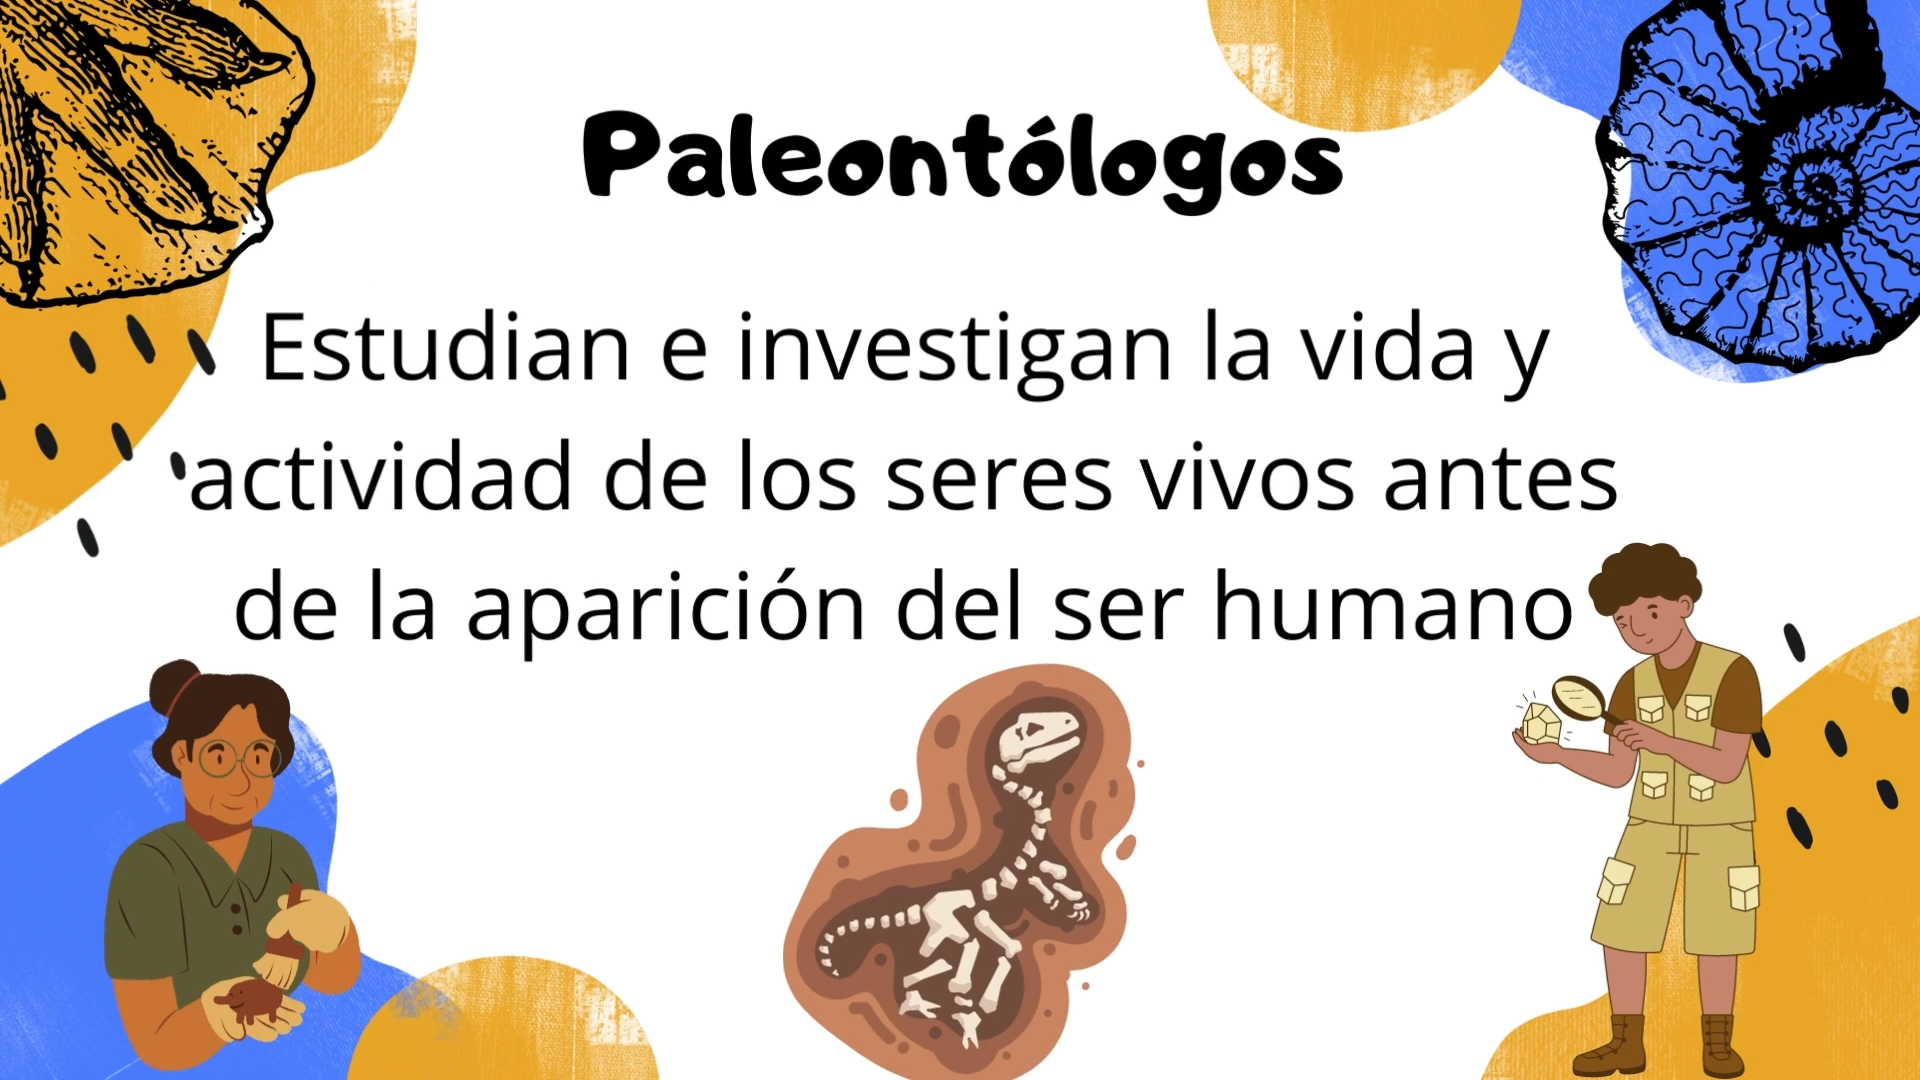 Paleontólogos
Estudian e investigan la vida y
actividad de los seres vivos antes
de la aparición del ser humano